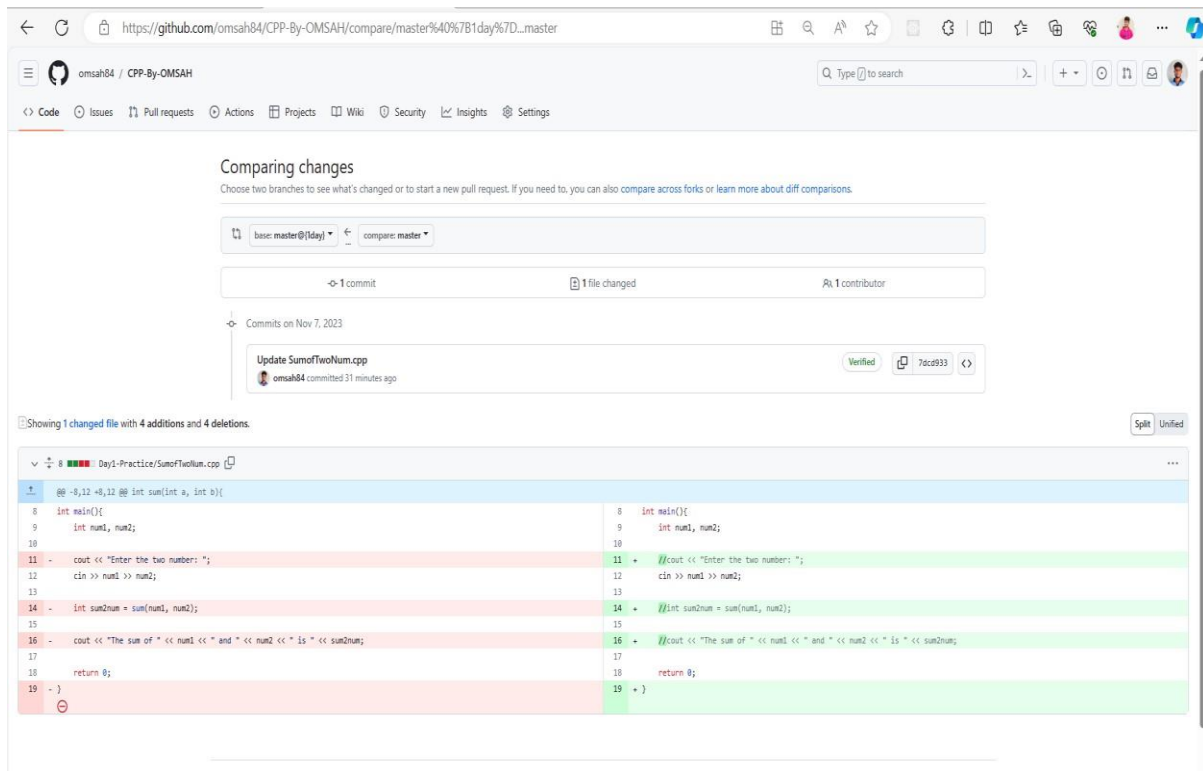 https://github.com/omsah84/CPP-By-OMSAH/compare/master%40%7B1day%7D...master
omsah84 / CPP-By-OMSAH
Type / to search
<> Code Issues Pull requests Actions Projects Wiki Security Insights Settings
Comparing changes
Choose two branches to see what's changed or to start a new pull request. If you need to, you can also compare across forks or learn more about diff comparisons.
base: master@{1day} ... compare: master
1 commit 1 file changed 1 contributor
Commits on Nov 7, 2023
Update SumofTwoNum.cpp
omsah84 committed 31 minutes ago
Verified 7dcd933 <>
Showing 1 changed file with 4 additions and 4 deletions.
Split Unified
8 Day1-Practice/SumofTwoNum.cpp
@@ -8,12 +8,12 @@ int sum(int a, int b){
8 int main(){ 8 int main(){
9 int num1, num2; 9 int num1, num2;
10 10
11 - cout << "Enter the two number: "; 11 + //cout << "Enter the two number: ";
12 cin >> num1 >> num2; 12 cin >> num1 >> num2;
13 13
14 - int sum2num = sum(num1, num2); 14 + //int sum2num = sum(num1, num2);
15 15
16 - cout << "The sum of " << num1 << " and " << num2 << " is " << sum2num; 16 + //cout << "The sum of " << num1 << " and " << num2 << " is " << sum2num;
17 17
18 return 0; 18 return 0;
19 - } 19 + }